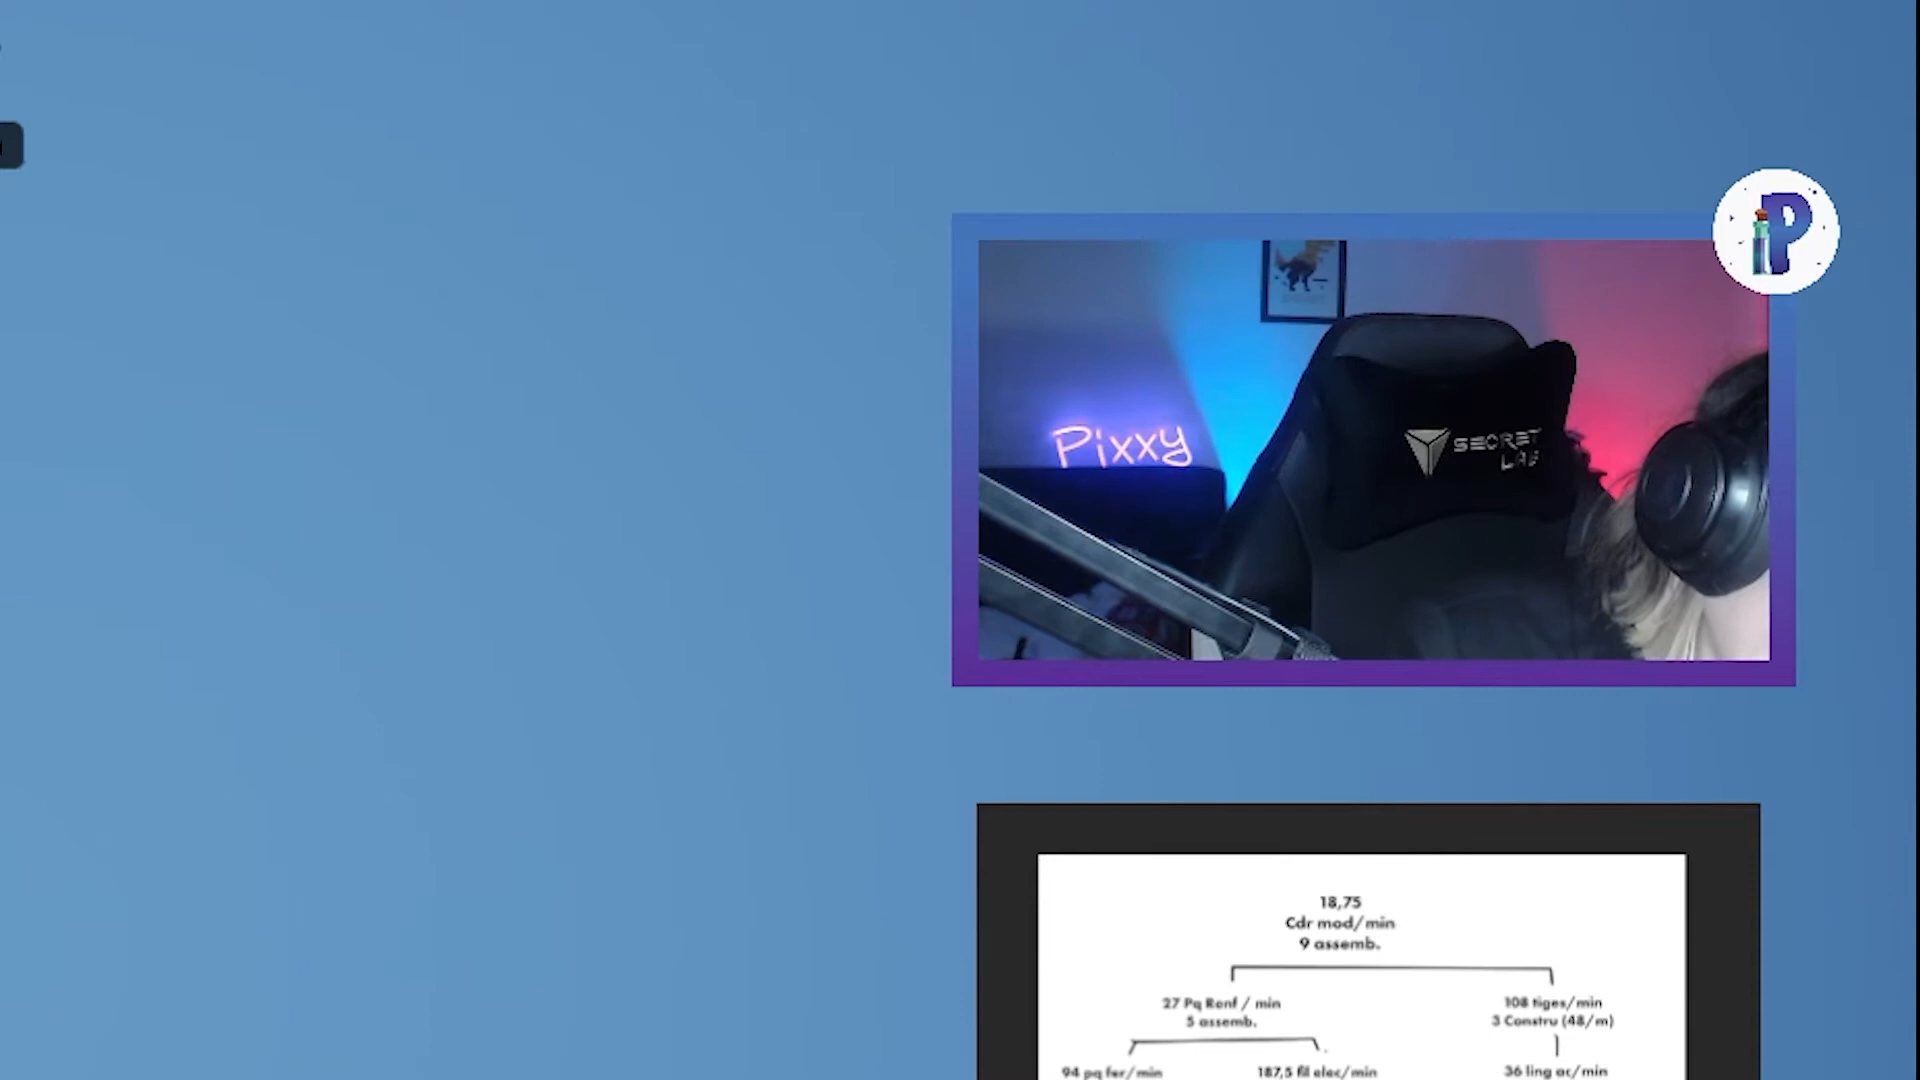 P
Pixxy
SECRET
LAB
18,75
Cdr mod/min
9 assemb.
27 Pq Renf / min
5 assemb.
108 tiges/min
3 Constru (48/m)
94 pq fer/min
187,5 fil elec/min
36 ling ac/min